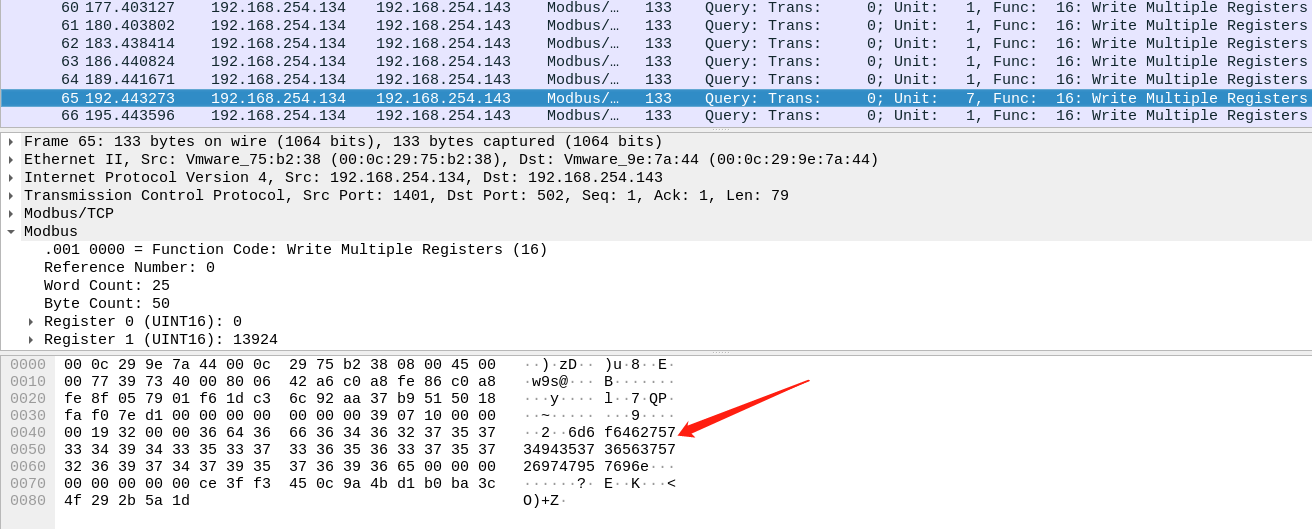 60 177.403127 192.168.254.134 192.168.254.143 Modbus/… 133 Query: Trans: 0; Unit: 1, Func: 16: Write Multiple Registers
61 180.403802 192.168.254.134 192.168.254.143 Modbus/… 133 Query: Trans: 0; Unit: 1, Func: 16: Write Multiple Registers
62 183.438414 192.168.254.134 192.168.254.143 Modbus/… 133 Query: Trans: 0; Unit: 1, Func: 16: Write Multiple Registers
63 186.440824 192.168.254.134 192.168.254.143 Modbus/… 133 Query: Trans: 0; Unit: 1, Func: 16: Write Multiple Registers
64 189.441671 192.168.254.134 192.168.254.143 Modbus/… 133 Query: Trans: 0; Unit: 1, Func: 16: Write Multiple Registers
65 192.443273 192.168.254.134 192.168.254.143 Modbus/… 133 Query: Trans: 0; Unit: 7, Func: 16: Write Multiple Registers
66 195.443596 192.168.254.134 192.168.254.143 Modbus/… 133 Query: Trans: 0; Unit: 1, Func: 16: Write Multiple Registers
Frame 65: 133 bytes on wire (1064 bits), 133 bytes captured (1064 bits)
Ethernet II, Src: Vmware_75:b2:38 (00:0c:29:75:b2:38), Dst: Vmware_9e:7a:44 (00:0c:29:9e:7a:44)
Internet Protocol Version 4, Src: 192.168.254.134, Dst: 192.168.254.143
Transmission Control Protocol, Src Port: 1401, Dst Port: 502, Seq: 1, Ack: 1, Len: 79
Modbus/TCP
Modbus
.001 0000 = Function Code: Write Multiple Registers (16)
Reference Number: 0
Word Count: 25
Byte Count: 50
Register 0 (UINT16): 0
Register 1 (UINT16): 13924
0000 00 0c 29 9e 7a 44 00 0c 29 75 b2 38 08 00 45 00 ··)·zD·· )u·8··E·
0010 00 77 39 73 40 00 80 06 42 a6 c0 a8 fe 86 c0 a8 ·w9s@··· B·······
0020 fe 8f 05 79 01 f6 1d c3 6c 92 aa 37 b9 51 50 18 ···y···· l··7·QP·
0030 fa f0 7e d1 00 00 00 00 00 00 00 39 07 10 00 00 ··~····· ···9····
0040 00 19 32 00 00 36 64 36 66 36 34 36 32 37 35 37 ··2··6d6 f6462757
0050 33 34 39 34 33 35 33 37 33 36 35 36 33 37 35 37 34943537 36563757
0060 32 36 39 37 34 37 39 35 37 36 39 36 65 00 00 00 26974795 7696e···
0070 00 00 00 00 00 ce 3f f3 45 0c 9a 4b d1 b0 ba 3c ······?· E··K···<
0080 4f 29 2b 5a 1d O)+Z·